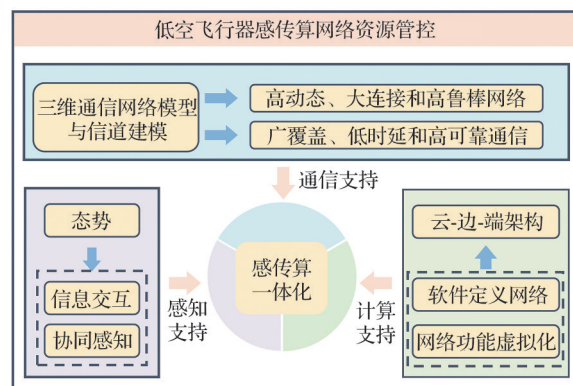 低空飞行器感传算网络资源管控
三维通信网络模型
与信道建模
高动态、大连接和高鲁棒网络
广覆盖、低时延和高可靠通信
通信支持
态势
信息交互
协同感知
感知
支持
感传算
一体化
计算
支持
云-边-端架构
软件定义网络
网络功能虚拟化